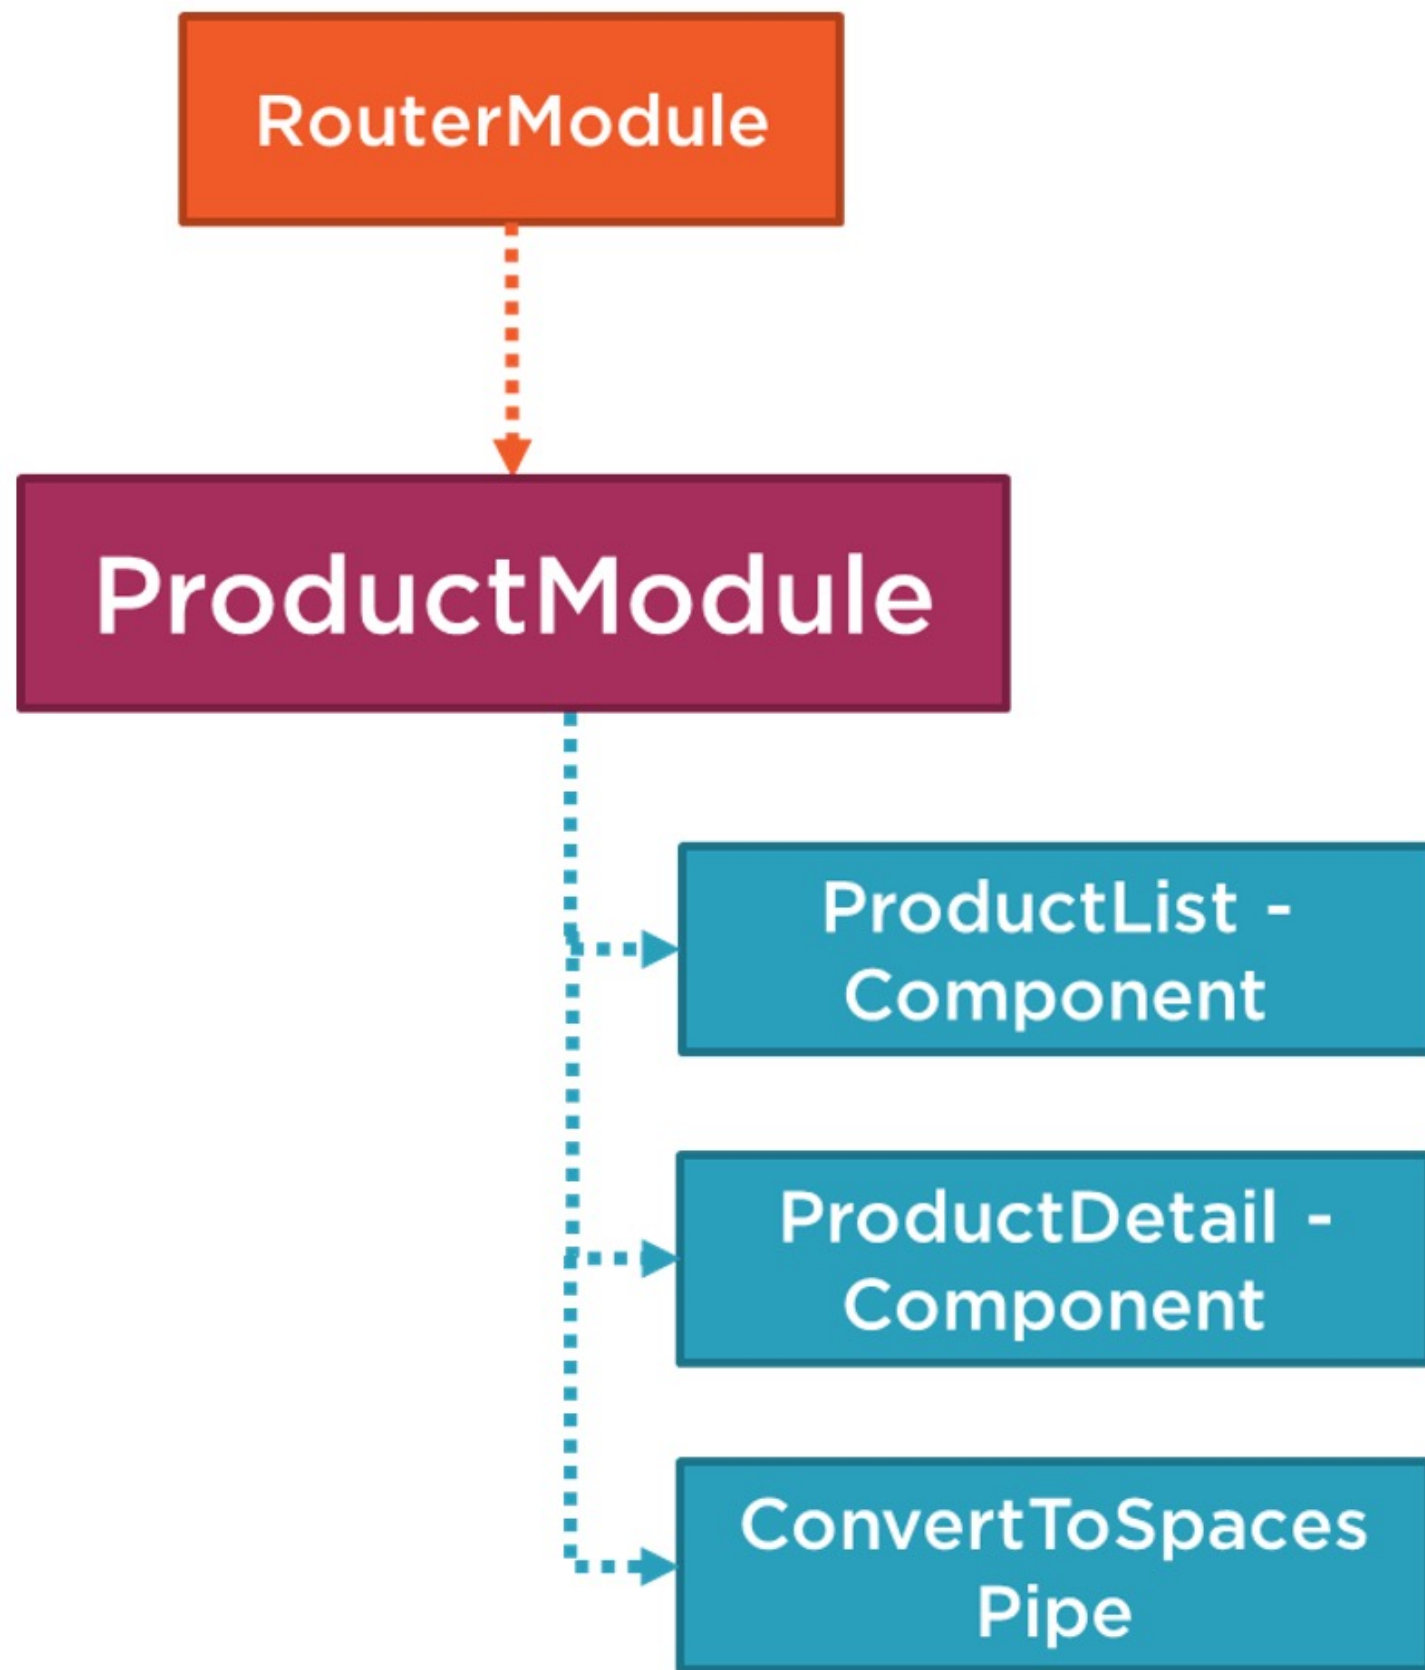 RouterModule
ProductModule
ProductList -
Component
ProductDetail -
Component
ConvertToSpaces
Pipe